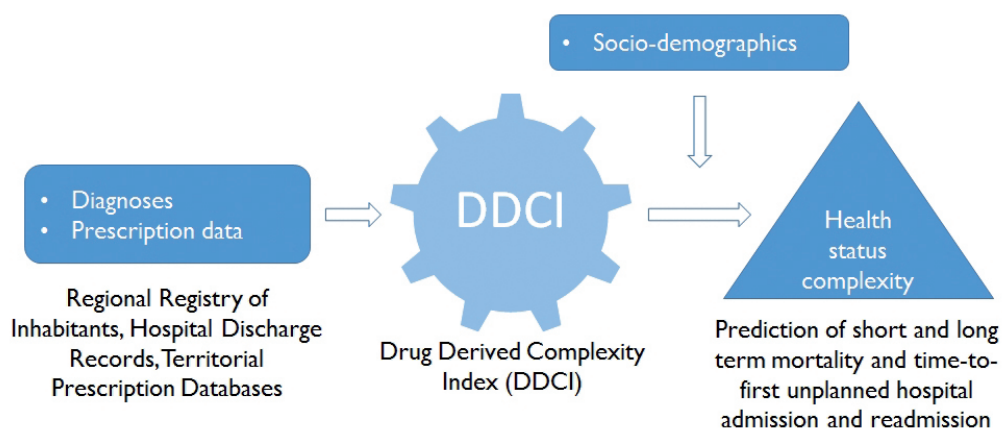 • Socio-demographics
• Diagnoses
• Prescription data
Regional Registry of
Inhabitants, Hospital Discharge
Records, Territorial
Prescription Databases
DDCI
Drug Derived Complexity
Index (DDCI)
Health
status
complexity
Prediction of short and long
term mortality and time-to-
first unplanned hospital
admission and readmission